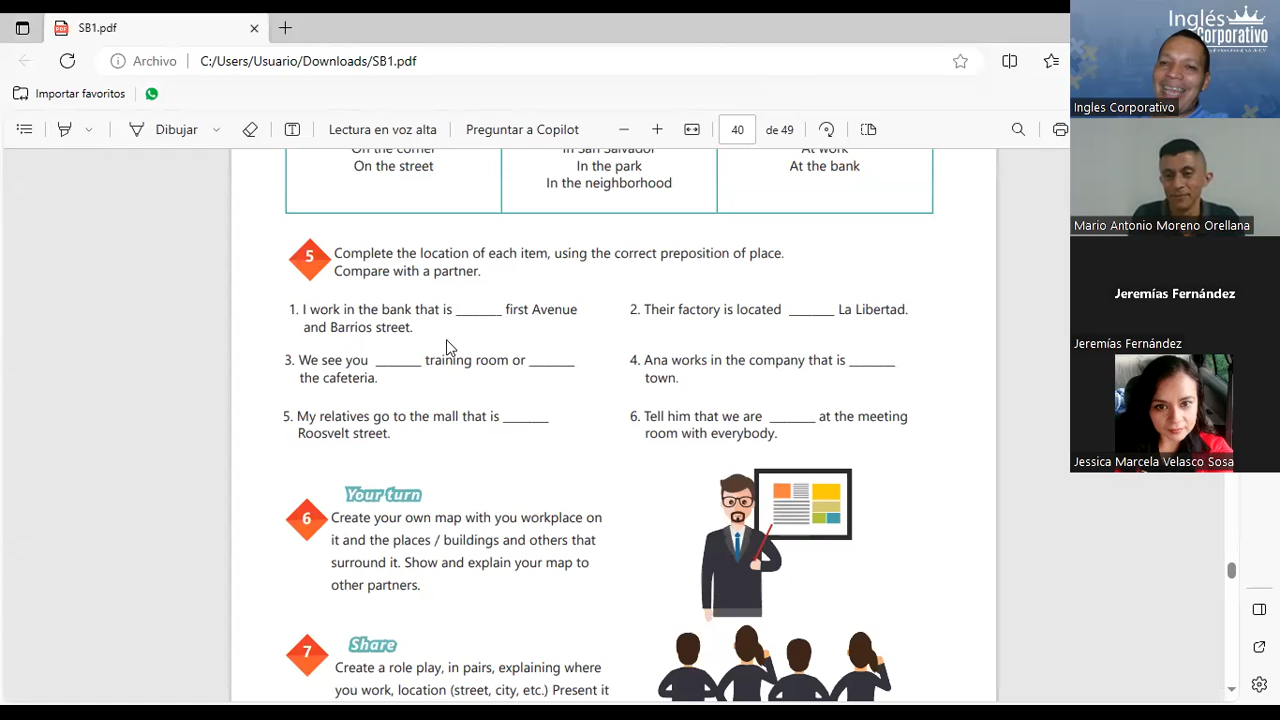 SB1.pdf
Archivo
C:/Users/Usuario/Downloads/SB1.pdf
Importar favoritos
Dibujar
Lectura en voz alta
Preguntar a Copilot
40
de 49
On the corner
On the street
In San Salvador
In the park
In the neighborhood
At work
At the bank
5
Complete the location of each item, using the correct preposition of place.
Compare with a partner.
1. I work in the bank that is _______ first Avenue
and Barrios street.
2. Their factory is located _______ La Libertad.
3. We see you _______ training room or _______
the cafeteria.
4. Ana works in the company that is _______
town.
5. My relatives go to the mall that is _______
Roosvelt street.
6. Tell him that we are _______ at the meeting
room with everybody.
6
Your turn
Create your own map with your workplace on
it and the places / buildings and others that
surround it. Show and explain your map to
other partners.
7
Share
Create a role play, in pairs, explaining where
you work, location (street, city, etc.) Present it
Inglés
Corporativo
Ingles Corporativo
Mario Antonio Moreno Orellana
Jeremías Fernández
Jeremías Fernández
Jessica Marcela Velasco Sosa